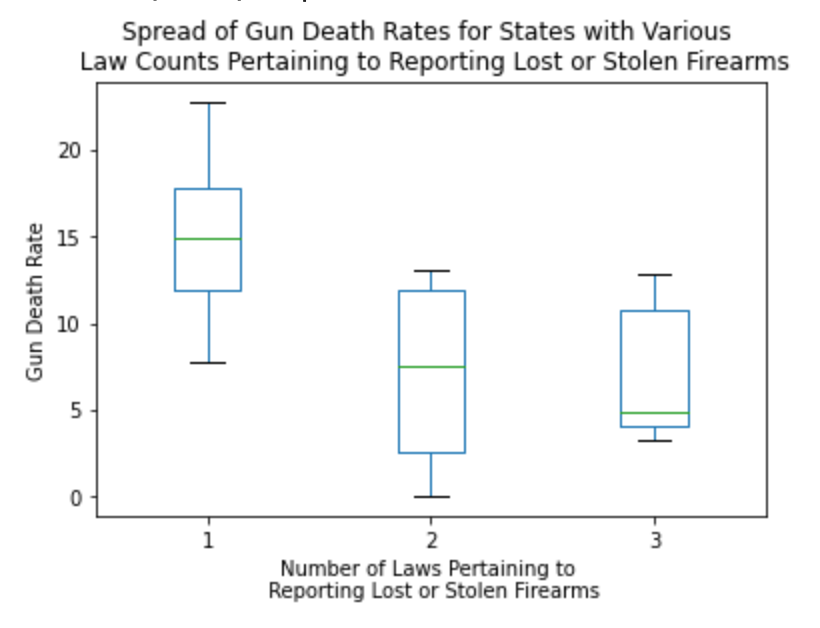 Spread of Gun Death Rates for States with Various
Law Counts Pertaining to Reporting Lost or Stolen Firearms
20
15
10
5
0
Gun Death Rate
1 2 3
Number of Laws Pertaining to
Reporting Lost or Stolen Firearms